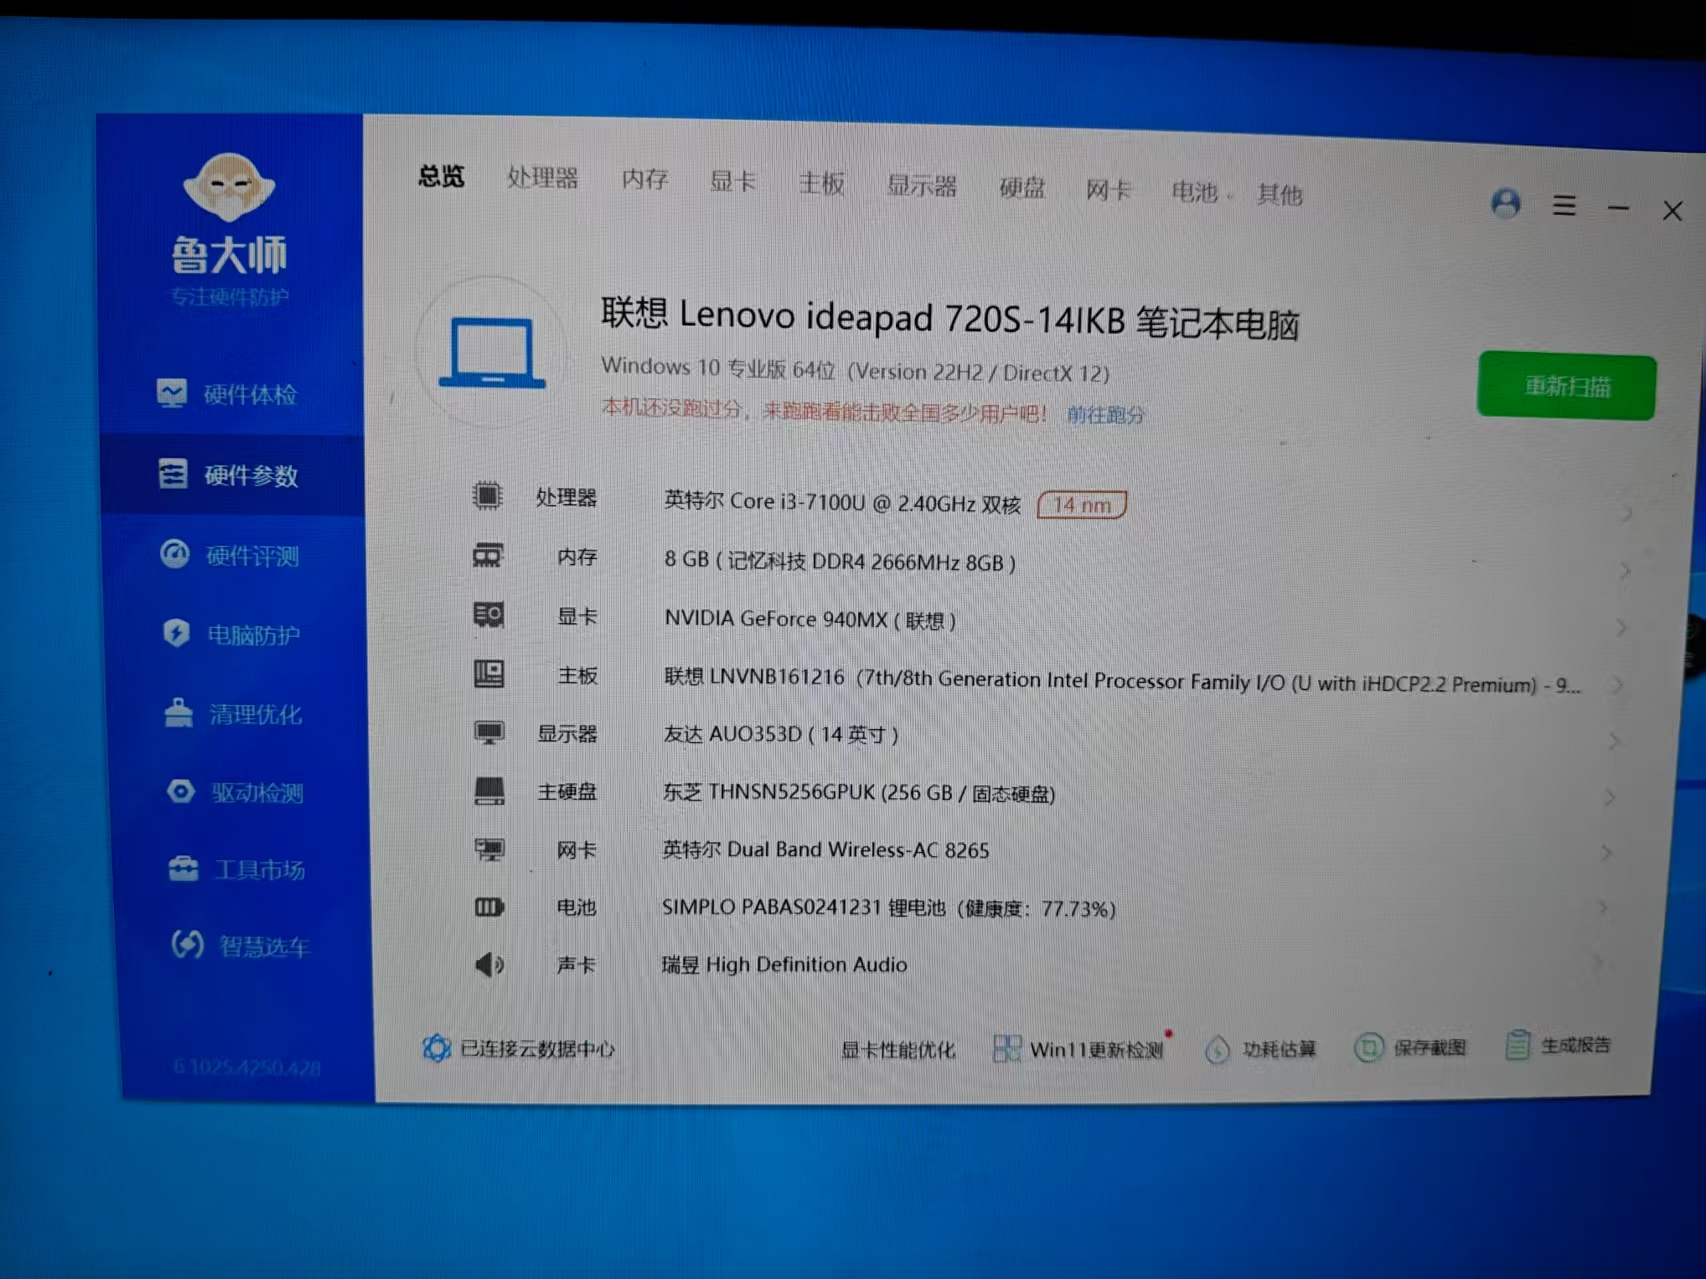 鲁大师
专注硬件防护
硬件体检
硬件参数
硬件评测
电脑防护
清理优化
驱动检测
工具市场
智慧选车
6.1025.4250.428
总览 处理器 内存 显卡 主板 显示器 硬盘 网卡 电池 其他
联想 Lenovo ideapad 720S-14IKB 笔记本电脑
Windows 10 专业版 64位 (Version 22H2 / DirectX 12)
本机还没跑过分，来跑跑看能击败全国多少用户吧！ 前往跑分
重新扫描
处理器 英特尔 Core i3-7100U @ 2.40GHz 双核 14 nm
内存 8 GB ( 记忆科技 DDR4 2666MHz 8GB )
显卡 NVIDIA GeForce 940MX ( 联想 )
主板 联想 LNVNB161216 (7th/8th Generation Intel Processor Family I/O (U with iHDCP2.2 Premium) - 9...
显示器 友达 AUO353D ( 14 英寸 )
主硬盘 东芝 THNSN5256GPUK (256 GB / 固态硬盘)
网卡 英特尔 Dual Band Wireless-AC 8265
电池 SIMPLO PABAS0241231 锂电池 (健康度：77.73%)
声卡 瑞昱 High Definition Audio
已连接云数据中心 显卡性能优化 Win11更新检测 功耗估算 保存截图 生成报告